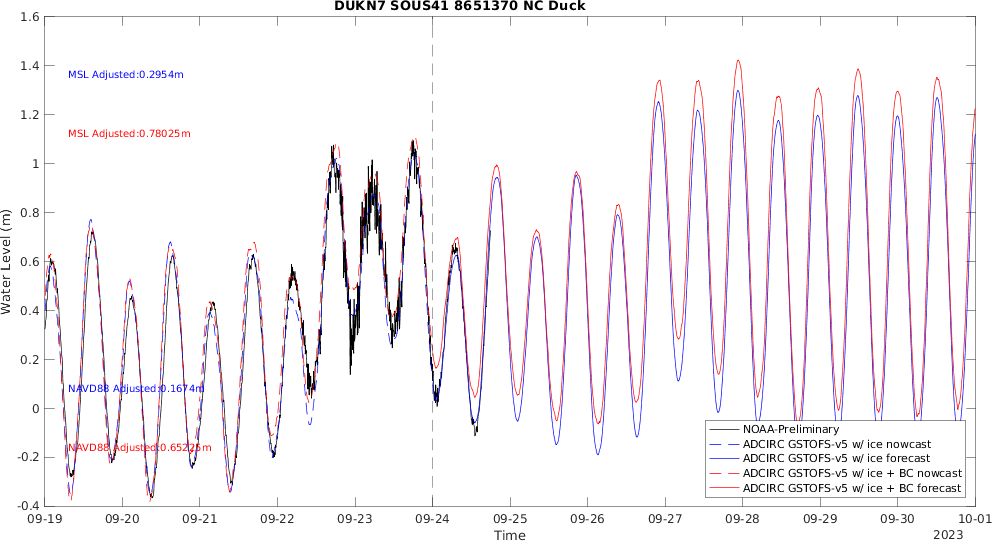 DUKN7 SOUS41 8651370 NC Duck
1.6
1.4
1.2
1
0.8
0.6
0.4
0.2
0
-0.2
-0.4
Water Level (m)
MSL Adjusted:0.2954m
MSL Adjusted:0.78025m
NAVD88 Adjusted:0.1674m
NAVD88 Adjusted:0.65225m
NOAA-Preliminary
ADCIRC GSTOFS-v5 w/ ice nowcast
ADCIRC GSTOFS-v5 w/ ice forecast
ADCIRC GSTOFS-v5 w/ ice + BC nowcast
ADCIRC GSTOFS-v5 w/ ice + BC forecast
09-19 09-20 09-21 09-22 09-23 09-24 09-25 09-26 09-27 09-28 09-29 09-30 10-01
Time
2023